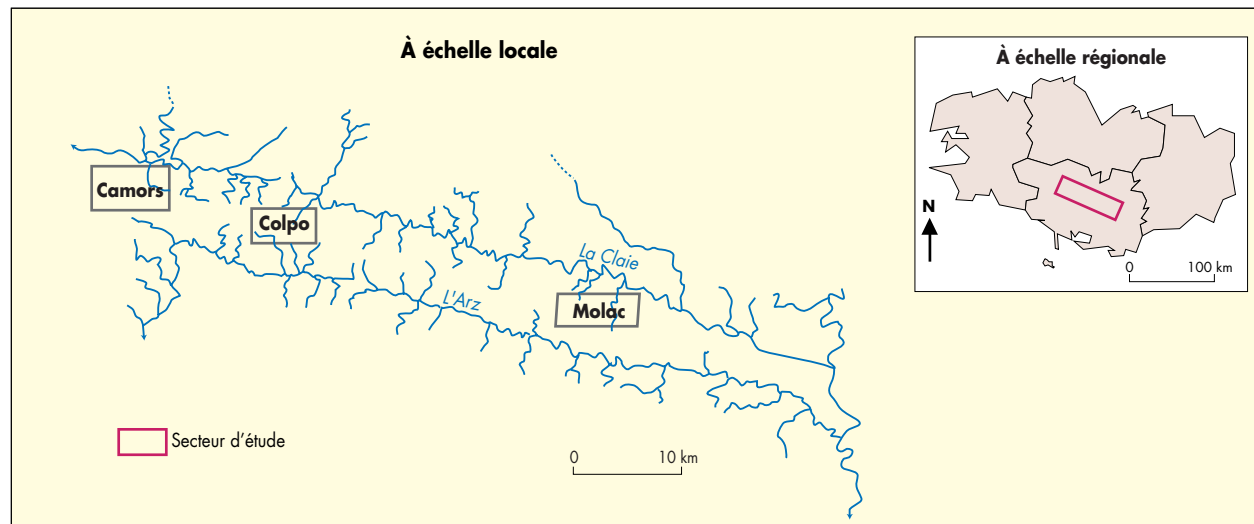 À échelle locale
À échelle régionale
Camors
Colpo
La Claie
L'Arz
Molac
N
0 100 km
Secteur d'étude
0 10 km